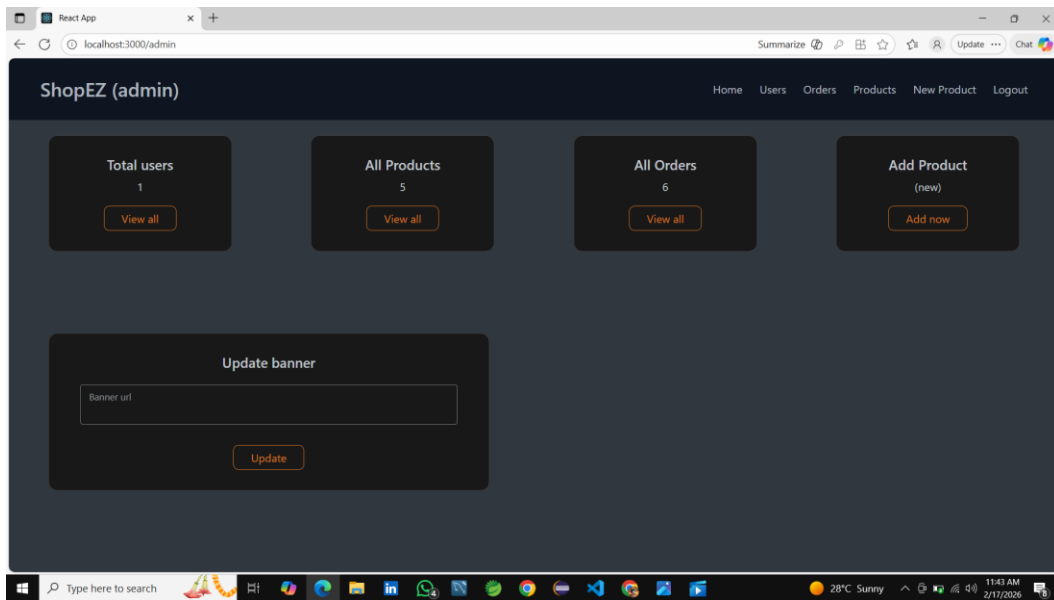 React App
localhost:3000/admin
Summarize
Update
Chat
ShopEZ (admin)
Home Users Orders Products New Product Logout
Total users
1
View all
All Products
5
View all
All Orders
6
View all
Add Product
(new)
Add now
Update banner
Banner url
Update
Type here to search
28°C Sunny
11:43 AM
2/17/2026